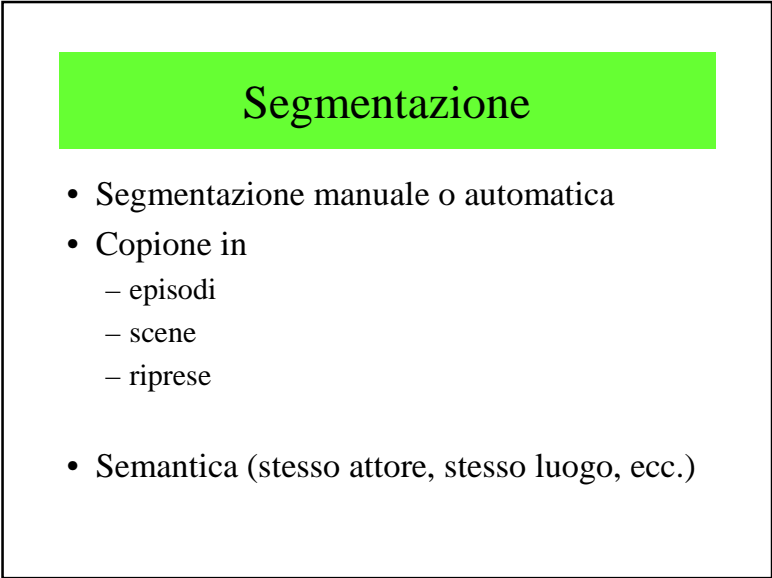 Segmentazione
• Segmentazione manuale o automatica
• Copione in
– episodi
– scene
– riprese
• Semantica (stesso attore, stesso luogo, ecc.)